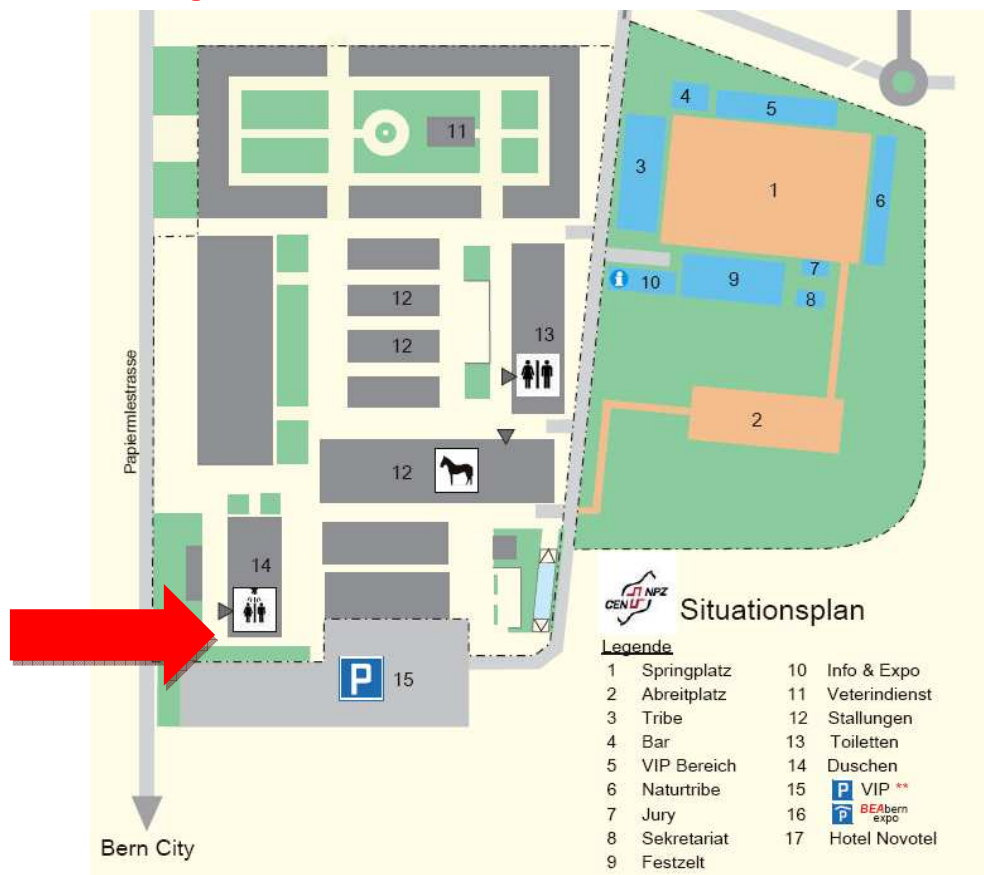 4
5
11
3
1
6
12
13
10
9
7
8
12
Papiermlestrasse
2
12
14
CEN NPZ
Situationsplan
P
15
Legende
1 Springplatz
2 Abreitplatz
3 Tribe
4 Bar
5 VIP Bereich
6 Naturtribe
7 Jury
8 Sekretariat
9 Festzelt
10 Info & Expo
11 Veterindienst
12 Stallungen
13 Toiletten
14 Duschen
15 P VIP **
16 P BEAbern expo
17 Hotel Novotel
Bern City